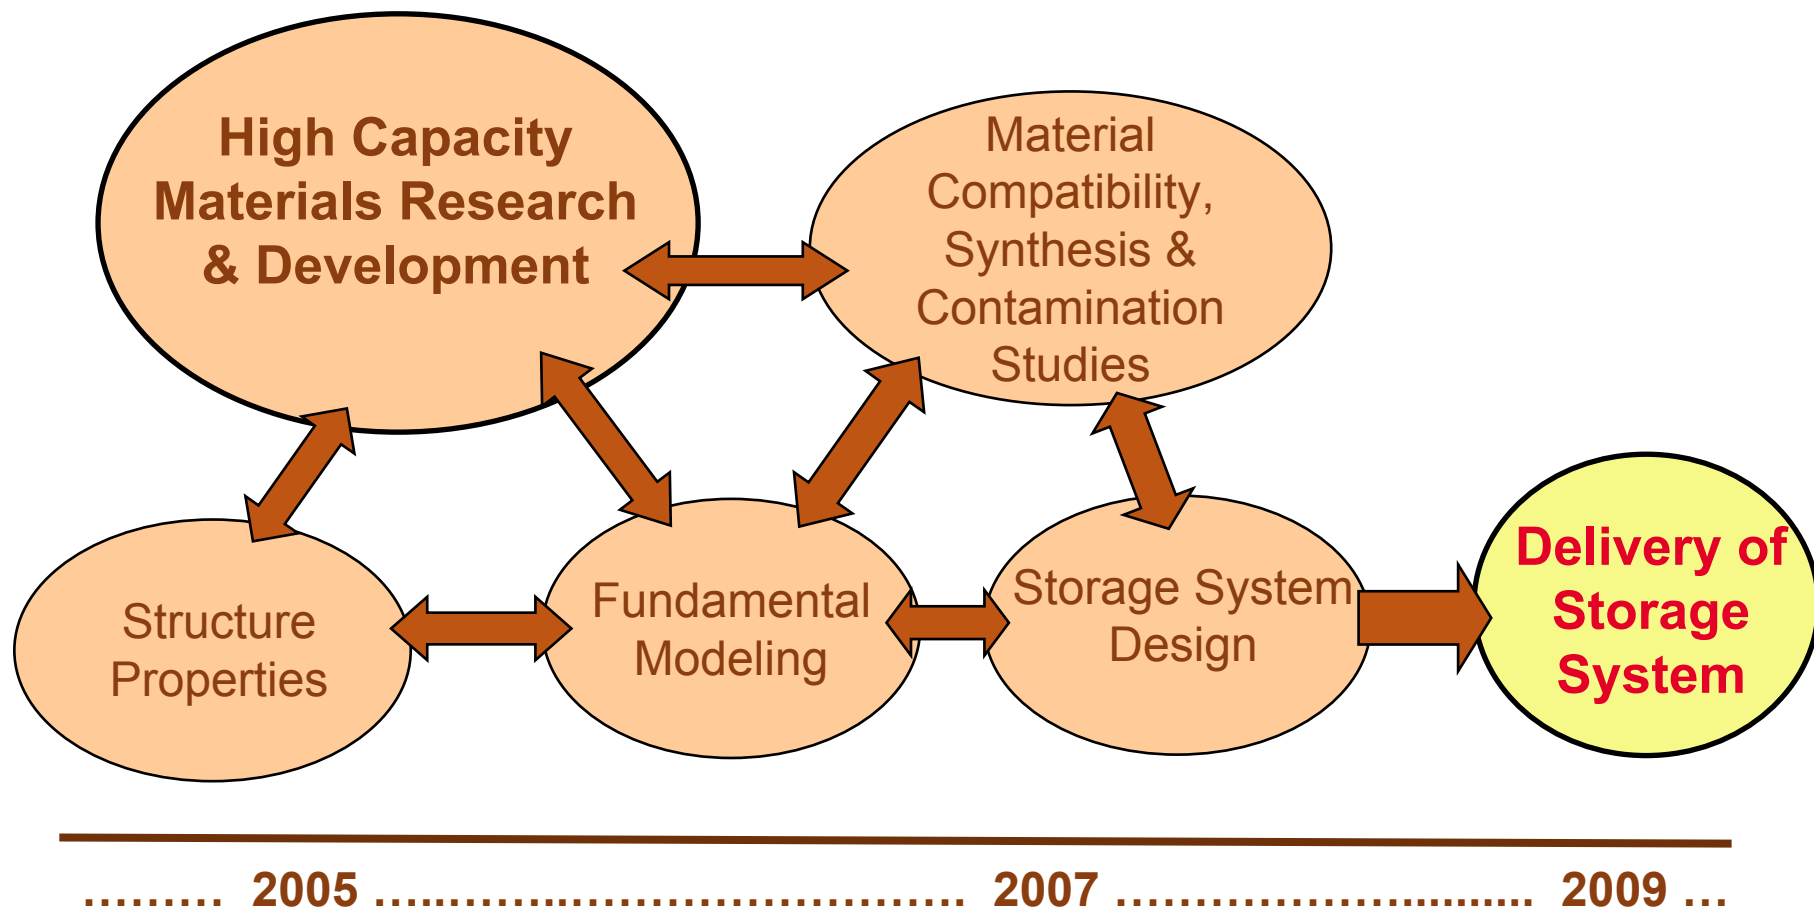 High Capacity
Materials Research
& Development
Material
Compatibility,
Synthesis &
Contamination
Studies
Structure
Properties
Fundamental
Modeling
Storage System
Design
Delivery of
Storage
System
......... 2005 ...................................... 2007 ........................... 2009 ...